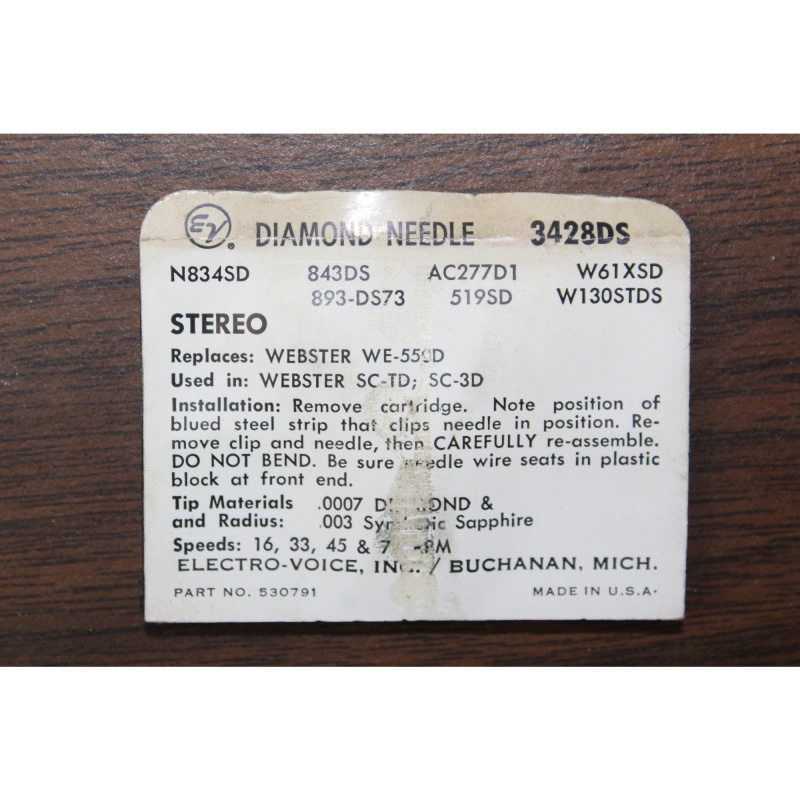 EV. DIAMOND NEEDLE 3428DS
N834SD 843DS AC277D1 W61XSD
893-DS73 519SD W130STDS
STEREO
Replaces: WEBSTER
Used in: WEBSTER SC-TD; SC-3D
Installation: Remove cartridge. Note position of
blued steel strip that clips needle in position. Re-
move clip and needle, then CAREFULLY re-assemble.
DO NOT BEND. Be sure needle wire seats in plastic
block at front end.
Tip Materials .0007 DIAMOND &
and Radius: .003 Synthetic Sapphire
Speeds: 16, 33, 45 &
ELECTRO-VOICE, INC. / BUCHANAN, MICH.
PART NO. 530791 MADE IN U.S.A.